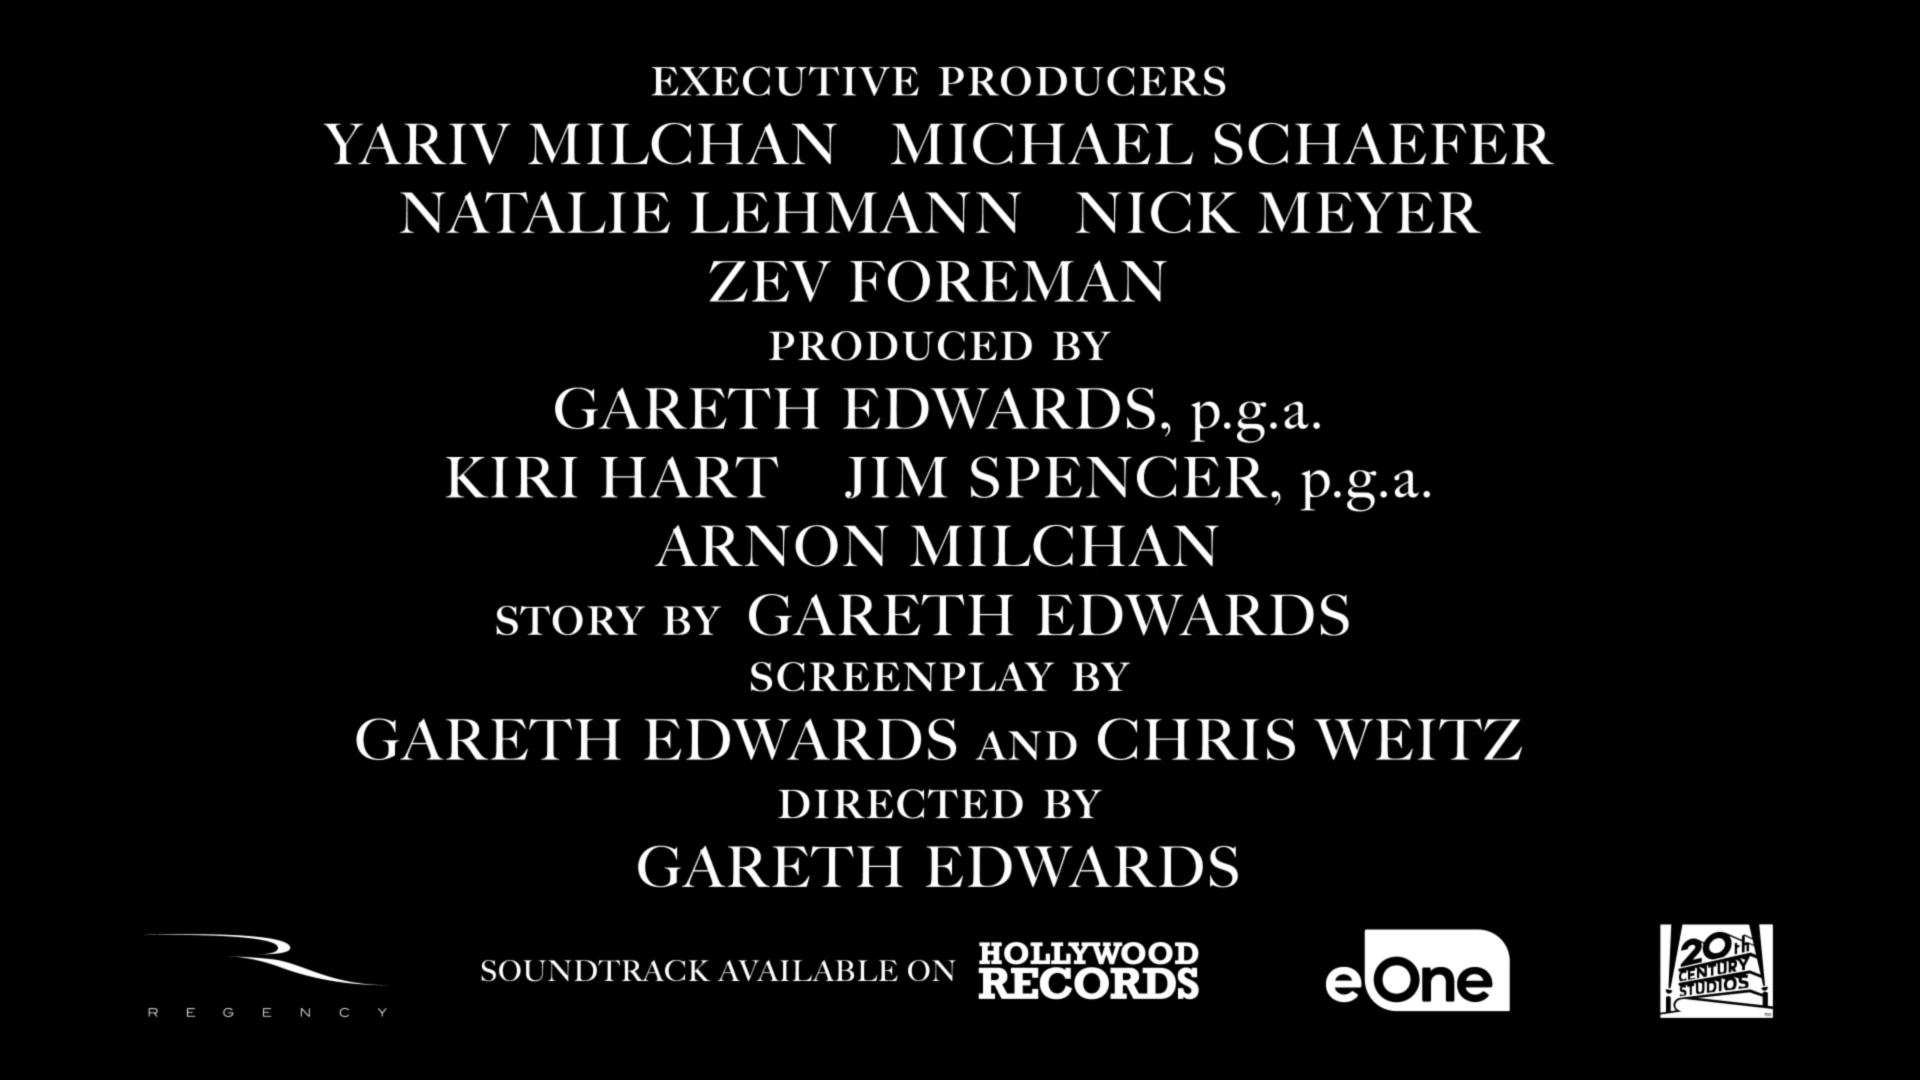 EXECUTIVE PRODUCERS
YARIV MILCHAN MICHAEL SCHAEFER
NATALIE LEHMANN NICK MEYER
ZEV FOREMAN
PRODUCED BY
GARETH EDWARDS, p.g.a.
KIRI HART JIM SPENCER, p.g.a.
ARNON MILCHAN
STORY BY GARETH EDWARDS
SCREENPLAY BY
GARETH EDWARDS AND CHRIS WEITZ
DIRECTED BY
GARETH EDWARDS
REGENCY
SOUNDTRACK AVAILABLE ON
HOLLYWOOD
RECORDS
eOne
20th
CENTURY
STUDIOS